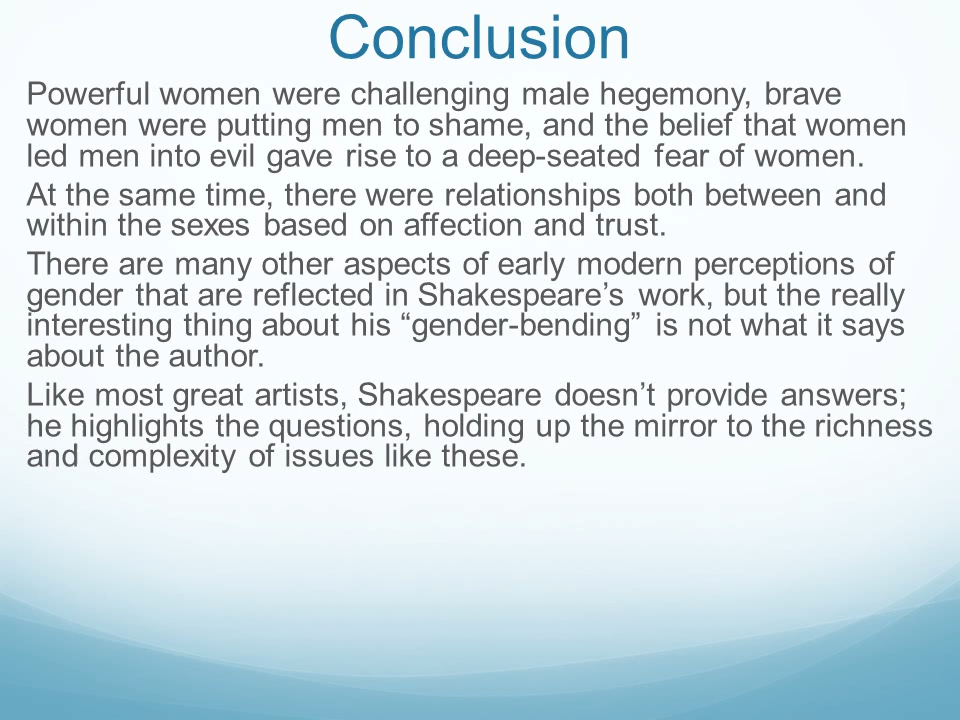 Conclusion
Powerful women were challenging male hegemony, brave
women were putting men to shame, and the belief that women
led men into evil gave rise to a deep-seated fear of women.
At the same time, there were relationships both between and
within the sexes based on affection and trust.
There are many other aspects of early modern perceptions of
gender that are reflected in Shakespeare’s work, but the really
interesting thing about his “gender-bending” is not what it says
about the author.
Like most great artists, Shakespeare doesn’t provide answers;
he highlights the questions, holding up the mirror to the richness
and complexity of issues like these.